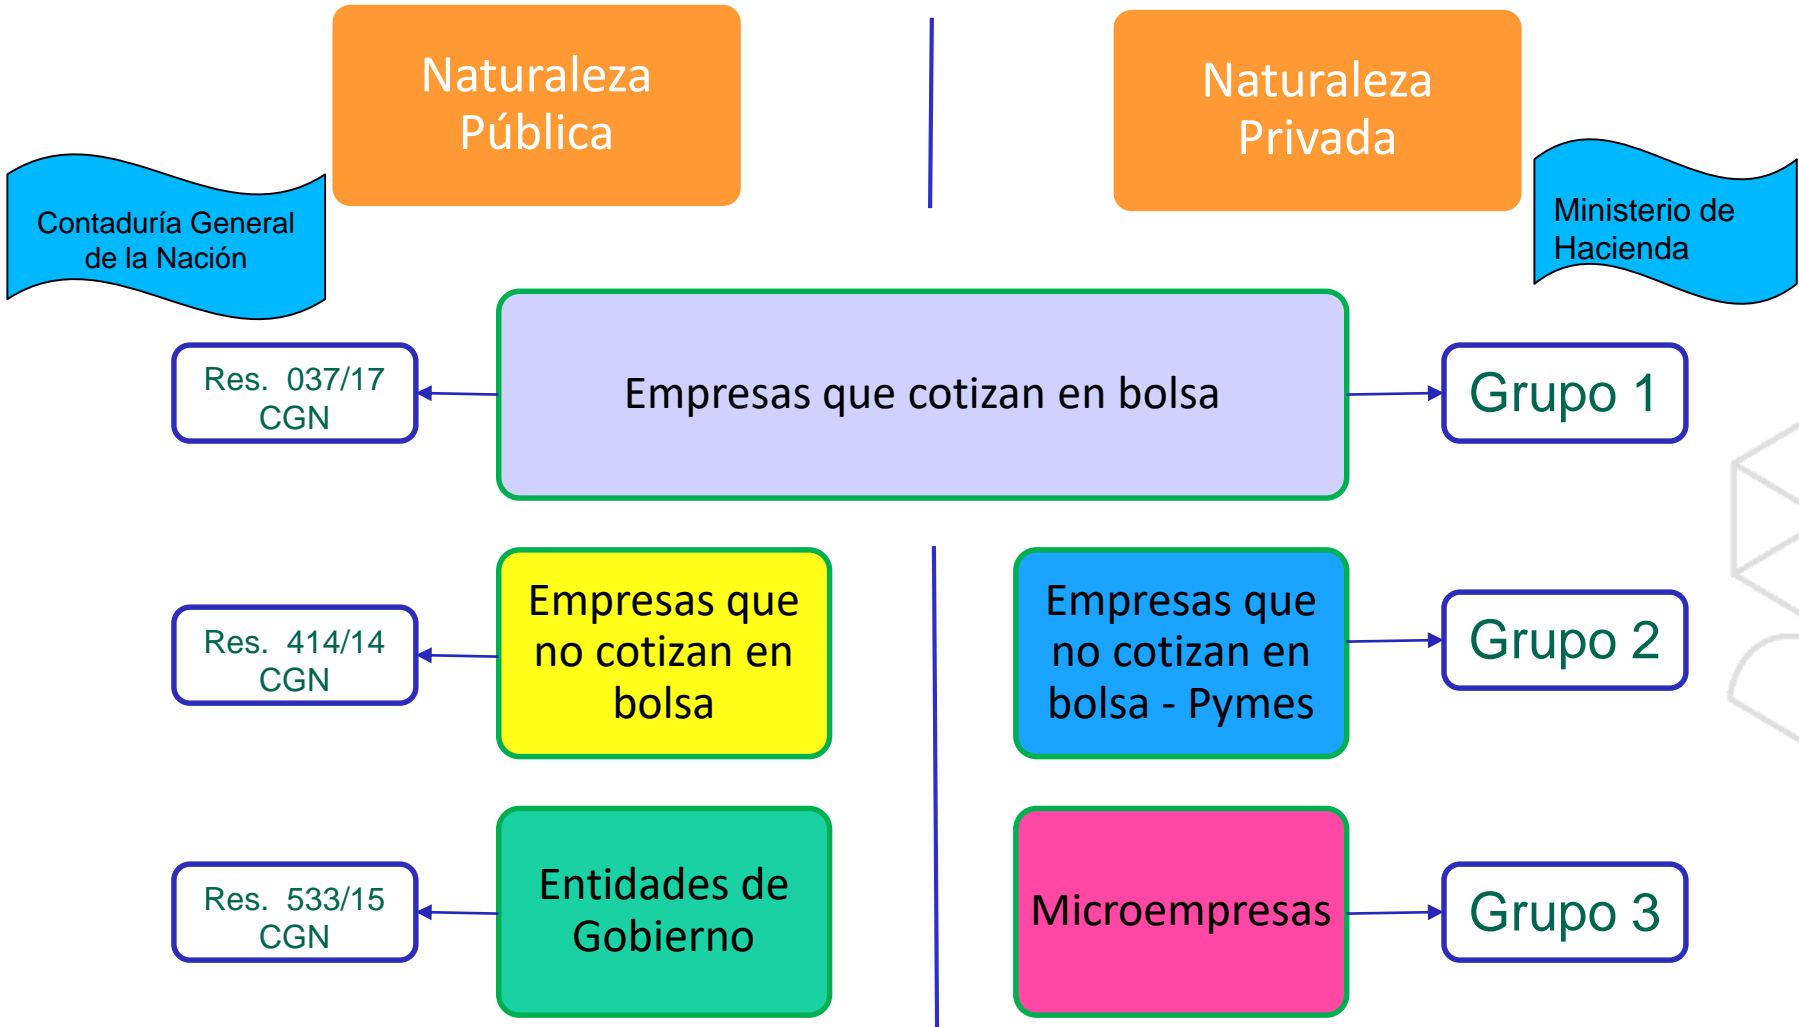 Naturaleza
Pública
Naturaleza
Privada
Contaduría General
de la Nación
Ministerio de
Hacienda
Res.  037/17
CGN
Empresas que cotizan en bolsa
Grupo 1
Res.  414/14
CGN
Empresas que
no cotizan en
bolsa
Empresas que
no cotizan en
bolsa - Pymes
Grupo 2
Res.  533/15
CGN
Entidades de
Gobierno
Microempresas
Grupo 3